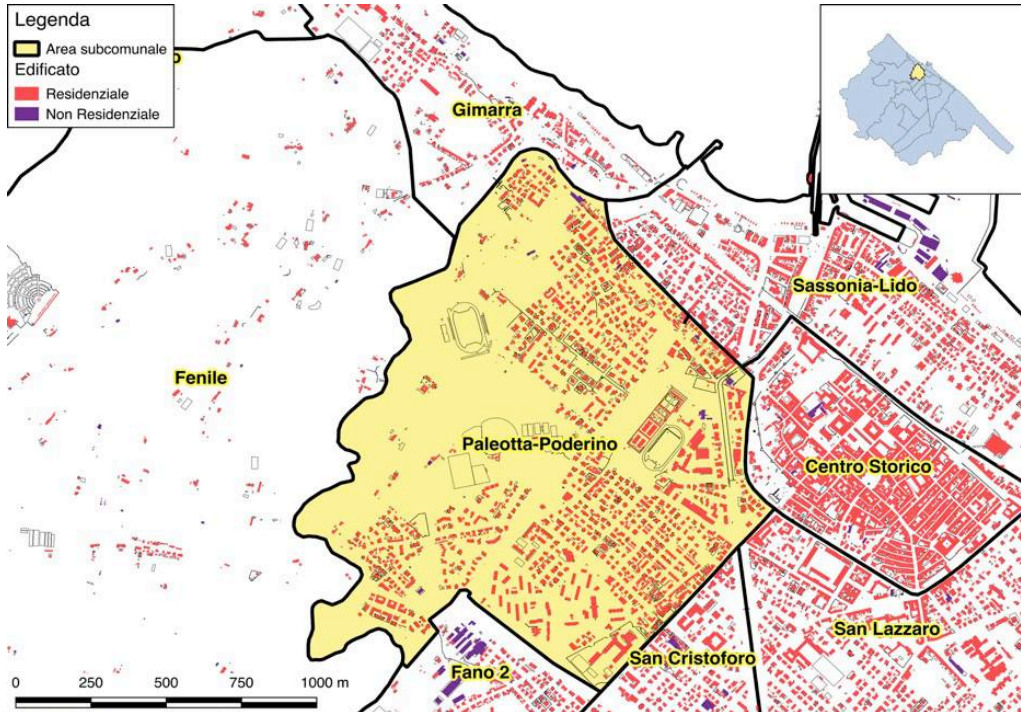 Legenda
Area subcomunale
Edificato
Residenziale
Non Residenziale
o
Gimarra
Sassonia-Lido
Fenile
Paleotta-Poderino
Centro Storico
San Lazzaro
San Cristoforo
Fano 2
0 250 500 750 1000 m